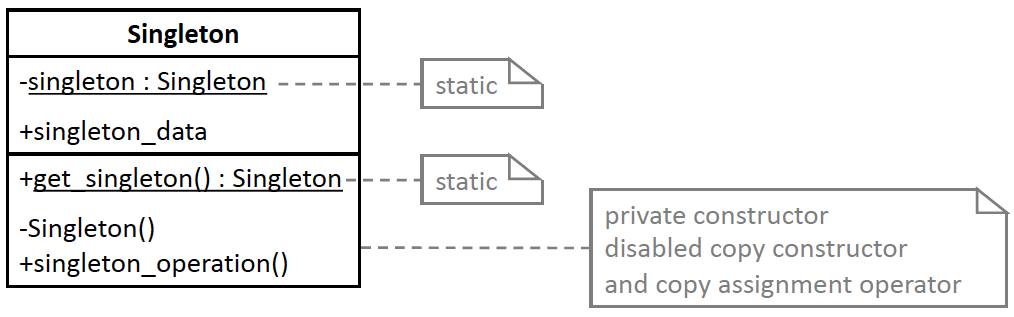 Singleton
-singleton : Singleton
static
+singleton_data
+get_singleton() : Singleton
static
-Singleton()
+singleton_operation()
private constructor
disabled copy constructor
and copy assignment operator